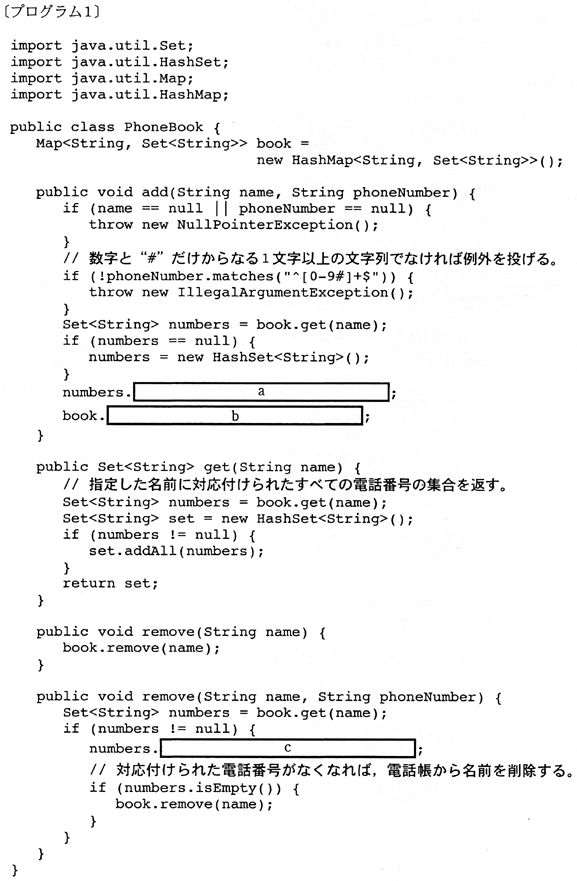 〔プログラム1〕
import java.util.Set;
import java.util.HashSet;
import java.util.Map;
import java.util.HashMap;
public class PhoneBook {
   Map<String, Set<String>> book =
                            new HashMap<String, Set<String>>();
   public void add(String name, String phoneNumber) {
      if (name == null || phoneNumber == null) {
         throw new NullPointerException();
      }
      // 数字と“#”だけからなる1文字以上の文字列でなければ例外を投げる。
      if (!phoneNumber.matches("^[0-9#]+$")) {
         throw new IllegalArgumentException();
      }
      Set<String> numbers = book.get(name);
      if (numbers == null) {
         numbers = new HashSet<String>();
      }
      numbers. a ;
      book. b ;
   }
   public Set<String> get(String name) {
      // 指定した名前に対応付けられたすべての電話番号の集合を返す。
      Set<String> numbers = book.get(name);
      Set<String> set = new HashSet<String>();
      if (numbers != null) {
         set.addAll(numbers);
      }
      return set;
   }
   public void remove(String name) {
      book.remove(name);
   }
   public void remove(String name, String phoneNumber) {
      Set<String> numbers = book.get(name);
      if (numbers != null) {
         numbers. c ;
         // 対応付けられた電話番号がなくなれば，電話帳から名前を削除する。
         if (numbers.isEmpty()) {
            book.remove(name);
         }
      }
   }
}